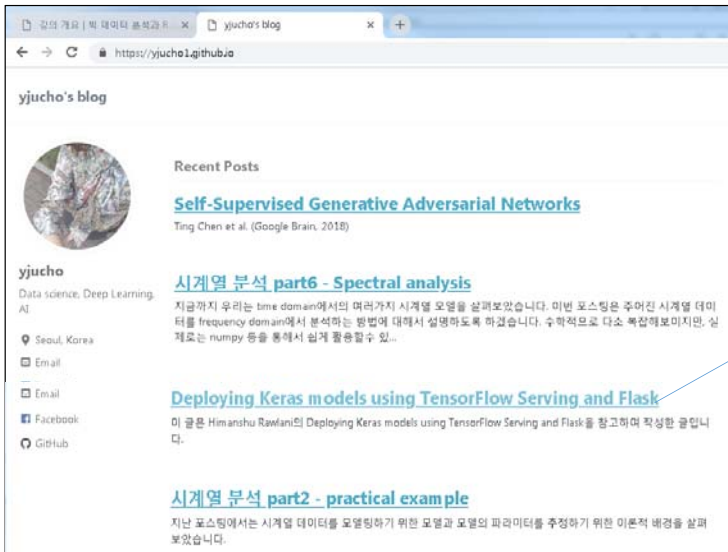 강의 개요 | 빅 데이터 분석과 R
yjucho's blog
https://yjucho1.github.io
yjucho's blog
Recent Posts
Self-Supervised Generative Adversarial Networks
Ting Chen et al. (Google Brain, 2018)
yjucho
Data science, Deep Learning,
AI
Seoul, Korea
Email
Email
Facebook
GitHub
시계열 분석 part6 - Spectral analysis
지금까지 우리는 time domain에서의 여러가지 시계열 모델을 살펴보았습니다. 이번 포스팅은 주어진 시계열 데이
터를 frequency domain에서 분석하는 방법에 대해서 설명하도록 하겠습니다. 수학적으로 다소 복잡해보이지만, 실
제로는 numpy 등을 통해서 쉽게 활용할수 있...
Deploying Keras models using TensorFlow Serving and Flask
이 글은 Himanshu Rawlani의 Deploying Keras models using TensorFlow Serving and Flask을 참고하여 작성한 글입니
다.
시계열 분석 part2 - practical example
지난 포스팅에서는 시계열 데이터를 모델링하기 위한 모델과 모델의 파라미터를 추정하기 위한 이론적 배경을 살펴
보았습니다.